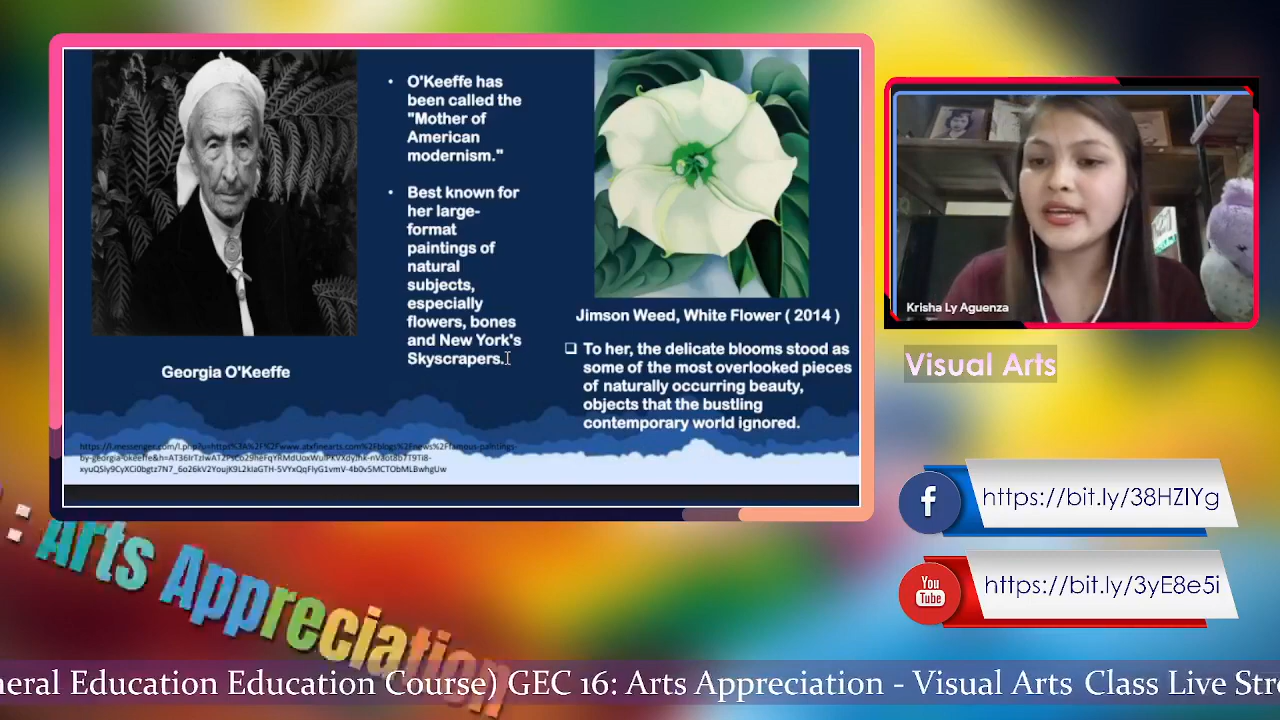 • O'Keeffe has
been called the
"Mother of
American
modernism."
• Best known for
her large-
format
paintings of
natural
subjects,
especially
flowers, bones
and New York's
Skyscrapers.
Georgia O'Keeffe
Jimson Weed, White Flower ( 2014 )
❑ To her, the delicate blooms stood as
some of the most overlooked pieces
of naturally occurring beauty,
objects that the bustling
contemporary world ignored.
Krisha Ly Aguenza
Visual Arts
https://bit.ly/38HZIYg
You
Tube
https://bit.ly/3yE8e5i
: Arts Appreciation
neral Education Education Course) GEC 16: Arts Appreciation - Visual Arts Class Live Stre